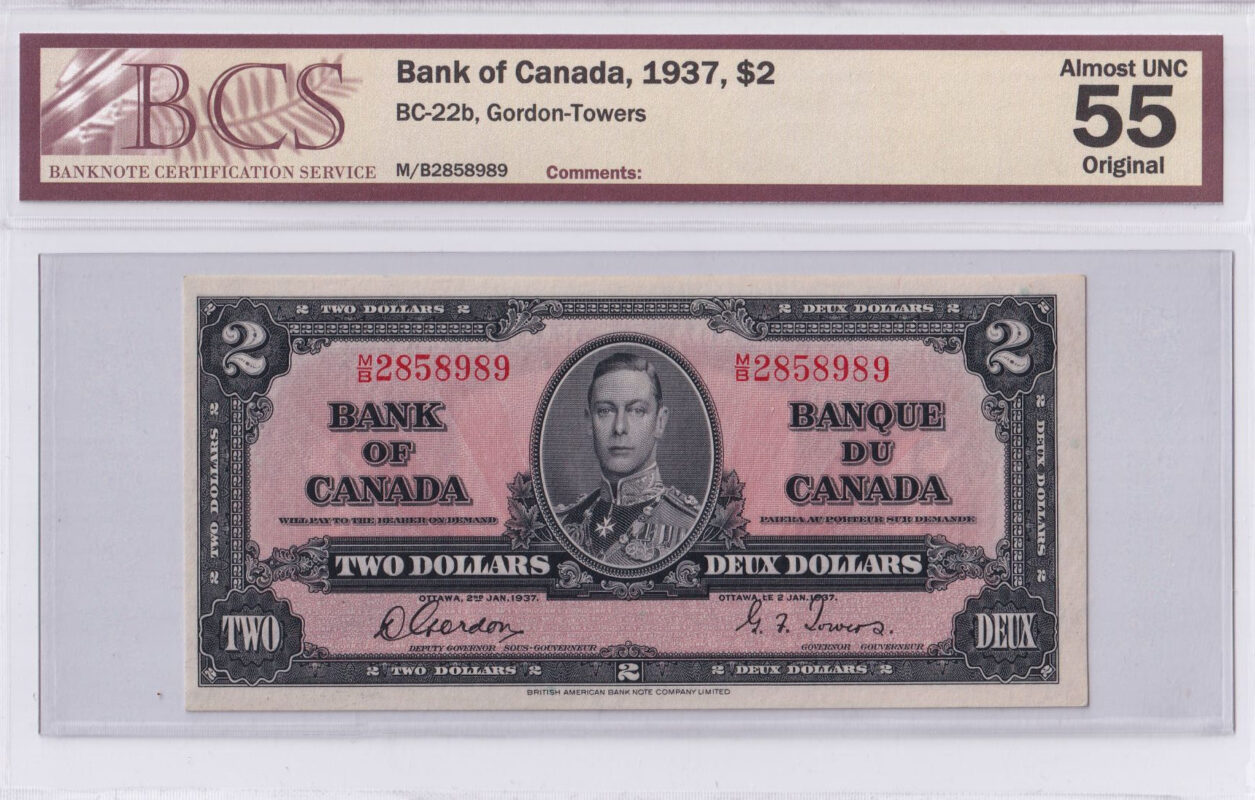 BCS
BANKNOTE CERTIFICATION SERVICE
Bank of Canada, 1937, $2
BC-22b, Gordon-Towers
M/B2858989 Comments:
Almost UNC
55
Original
2 TWO DOLLARS 2
2 DEUX DOLLARS 2
2
2
M/B2858989
M/B2858989
BANK
OF
CANADA
WILL PAY TO THE BEARER ON DEMAND
BANQUE
DU
CANADA
PAIERA AU PORTEUR SUR DEMANDE
2 TWO DOLLARS 2
2 DEUX DOLLARS 2
TWO DOLLARS
DEUX DOLLARS
OTTAWA, 2ND JAN. 1937.
OTTAWA, LE 2 JAN. 1937.
D Gordon
G. F. Towers.
DEPUTY GOVERNOR SOUS-GOUVERNEUR
GOVERNOR GOUVERNEUR
TWO
DEUX
2 TWO DOLLARS 2
2
2 DEUX DOLLARS 2
BRITISH AMERICAN BANK NOTE COMPANY LIMITED